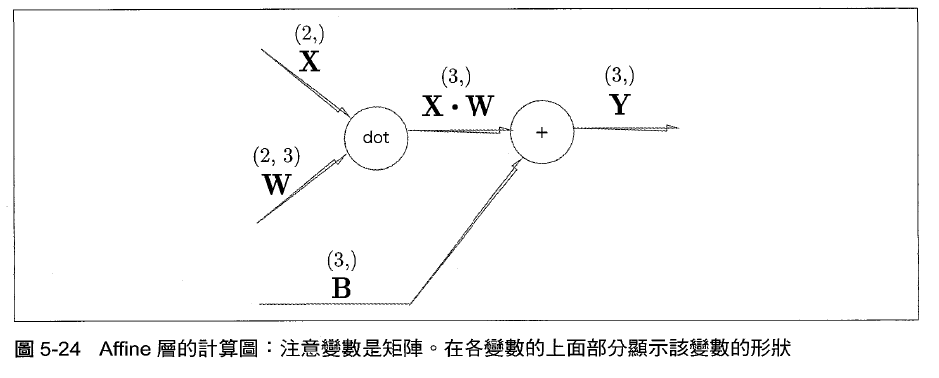 (2,)
X
(3,)
X · W
(3,)
Y
dot
+
(2, 3)
W
(3,)
B
圖 5-24 Affine 層的計算圖：注意變數是矩陣。在各變數的上面部分顯示該變數的形狀